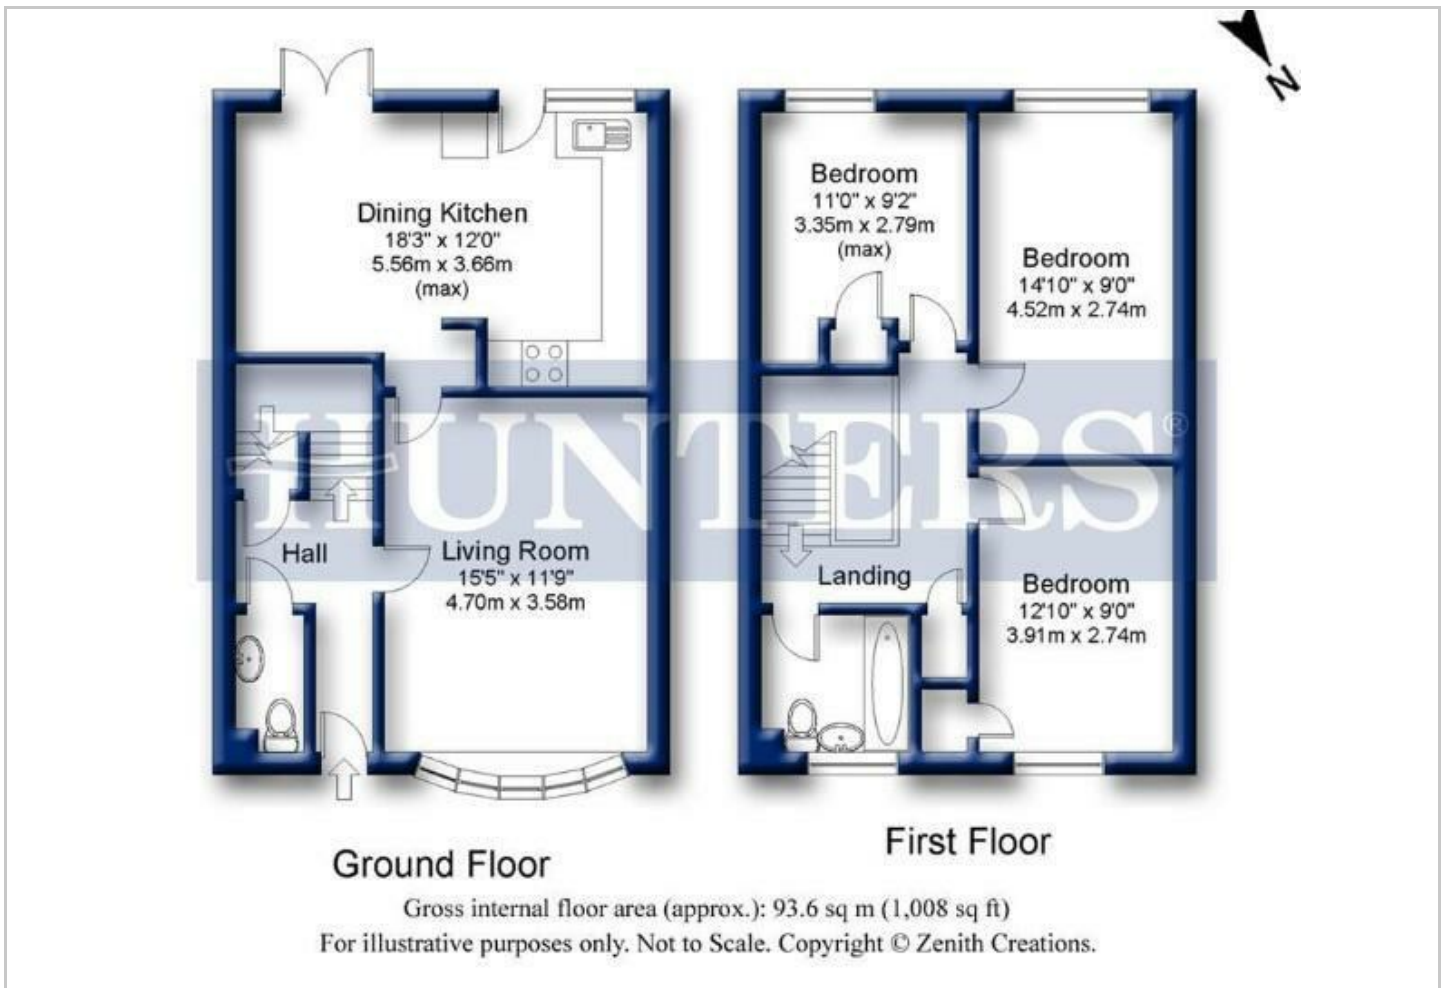 N
Dining Kitchen
18'3" x 12'0"
5.56m x 3.66m
(max)
Bedroom
11'0" x 9'2"
3.35m x 2.79m
(max)
Bedroom
14'10" x 9'0"
4.52m x 2.74m
HUNTERS®
Hall
Living Room
15'5" x 11'9"
4.70m x 3.58m
Landing
Bedroom
12'10" x 9'0"
3.91m x 2.74m
Ground Floor
First Floor
Gross internal floor area (approx.): 93.6 sq m (1,008 sq ft)
For illustrative purposes only. Not to Scale. Copyright © Zenith Creations.